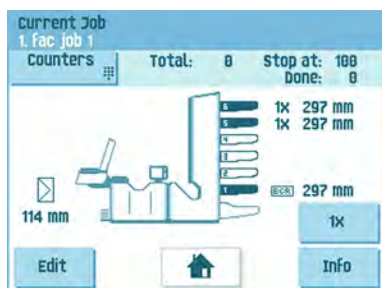 Current Job
1. Fac job 1
Counters Total: 0 Stop at: 100
Done: 0
6 1x 297 mm
5 1x 297 mm
4
3
2
1 BCR 297 mm
114 mm
1x
Edit Info